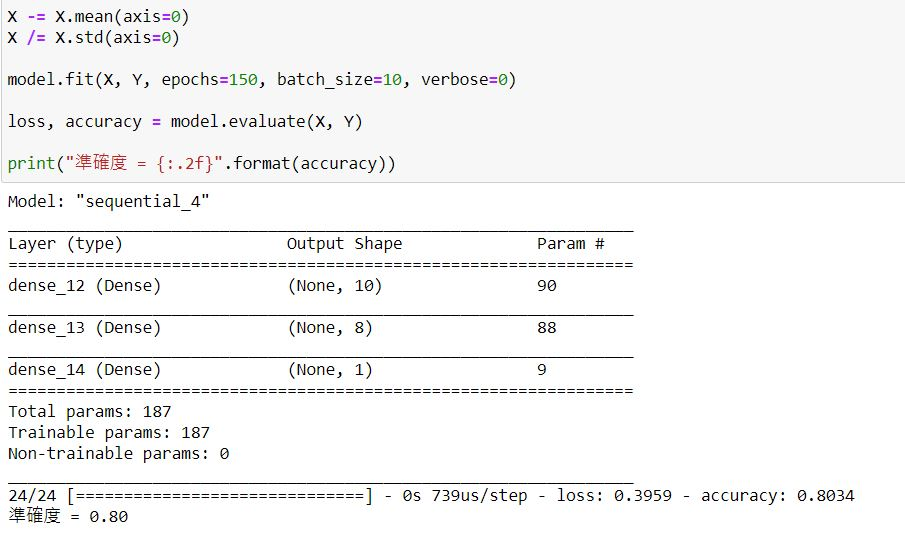 X -= X.mean(axis=0)
X /= X.std(axis=0)
model.fit(X, Y, epochs=150, batch_size=10, verbose=0)
loss, accuracy = model.evaluate(X, Y)
print("準確度 = {:.2f}".format(accuracy))
Model: "sequential_4"
_________________________________________________________________
Layer (type)                 Output Shape              Param #
=================================================================
dense_12 (Dense)             (None, 10)                90
_________________________________________________________________
dense_13 (Dense)             (None, 8)                 88
_________________________________________________________________
dense_14 (Dense)             (None, 1)                 9
=================================================================
Total params: 187
Trainable params: 187
Non-trainable params: 0
_________________________________________________________________
24/24 [==============================] - 0s 739us/step - loss: 0.3959 - accuracy: 0.8034
準確度 = 0.80